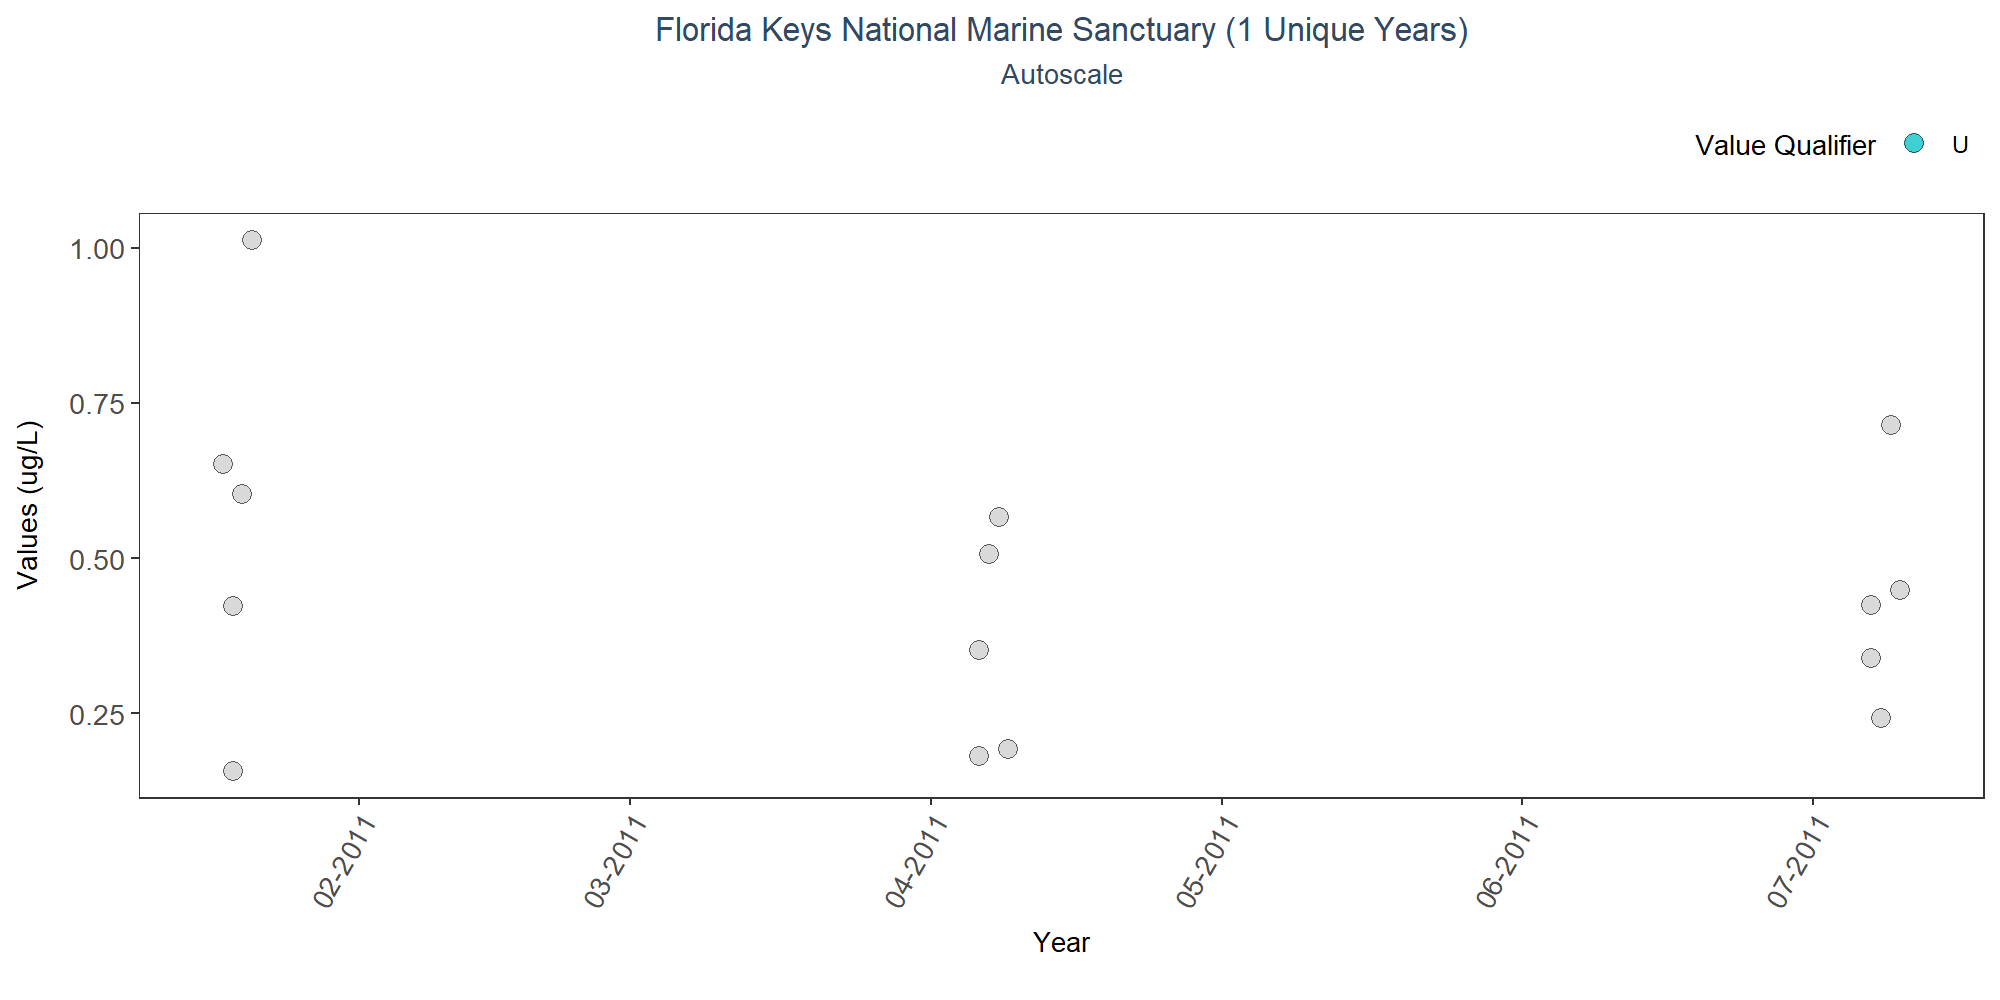 Florida Keys National Marine Sanctuary (1 Unique Years)
Autoscale
Value Qualifier U
Values (ug/L)
1.00
0.75
0.50
0.25
02-2011 03-2011 04-2011 05-2011 06-2011 07-2011
Year